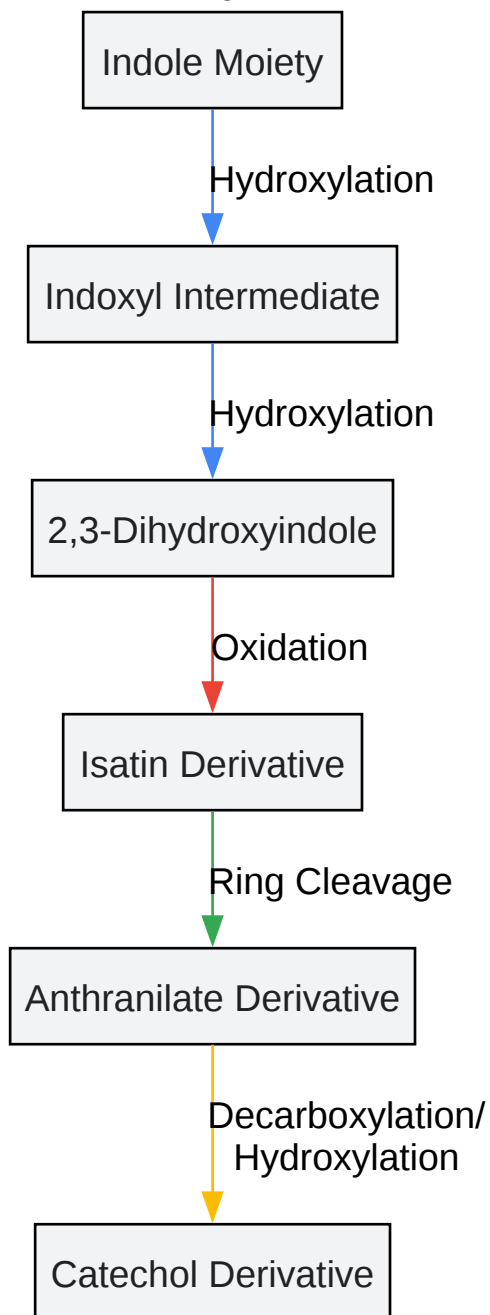 Indole Moiety
Hydroxylation
Indoxyl Intermediate
Hydroxylation
2,3-Dihydroxyindole
Oxidation
Isatin Derivative
Ring Cleavage
Anthranilate Derivative
Decarboxylation/
Hydroxylation
Catechol Derivative